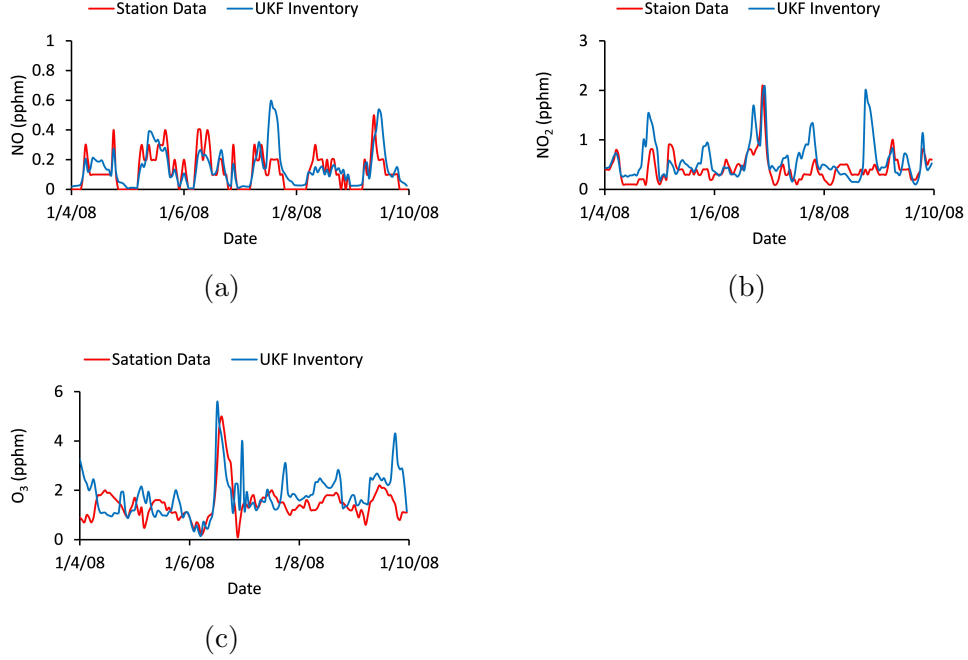 Station Data UKF Inventory
1
0.8
0.6
0.4
0.2
0
NO (pphm)
1/4/08 1/6/08 1/8/08 1/10/08
Date
(a)
Staion Data UKF Inventory
3
2
1
0
NO2 (pphm)
1/4/08 1/6/08 1/8/08 1/10/08
Date
(b)
Satation Data UKF Inventory
6
4
2
0
O3 (pphm)
1/4/08 1/6/08 1/8/08 1/10/08
Date
(c)